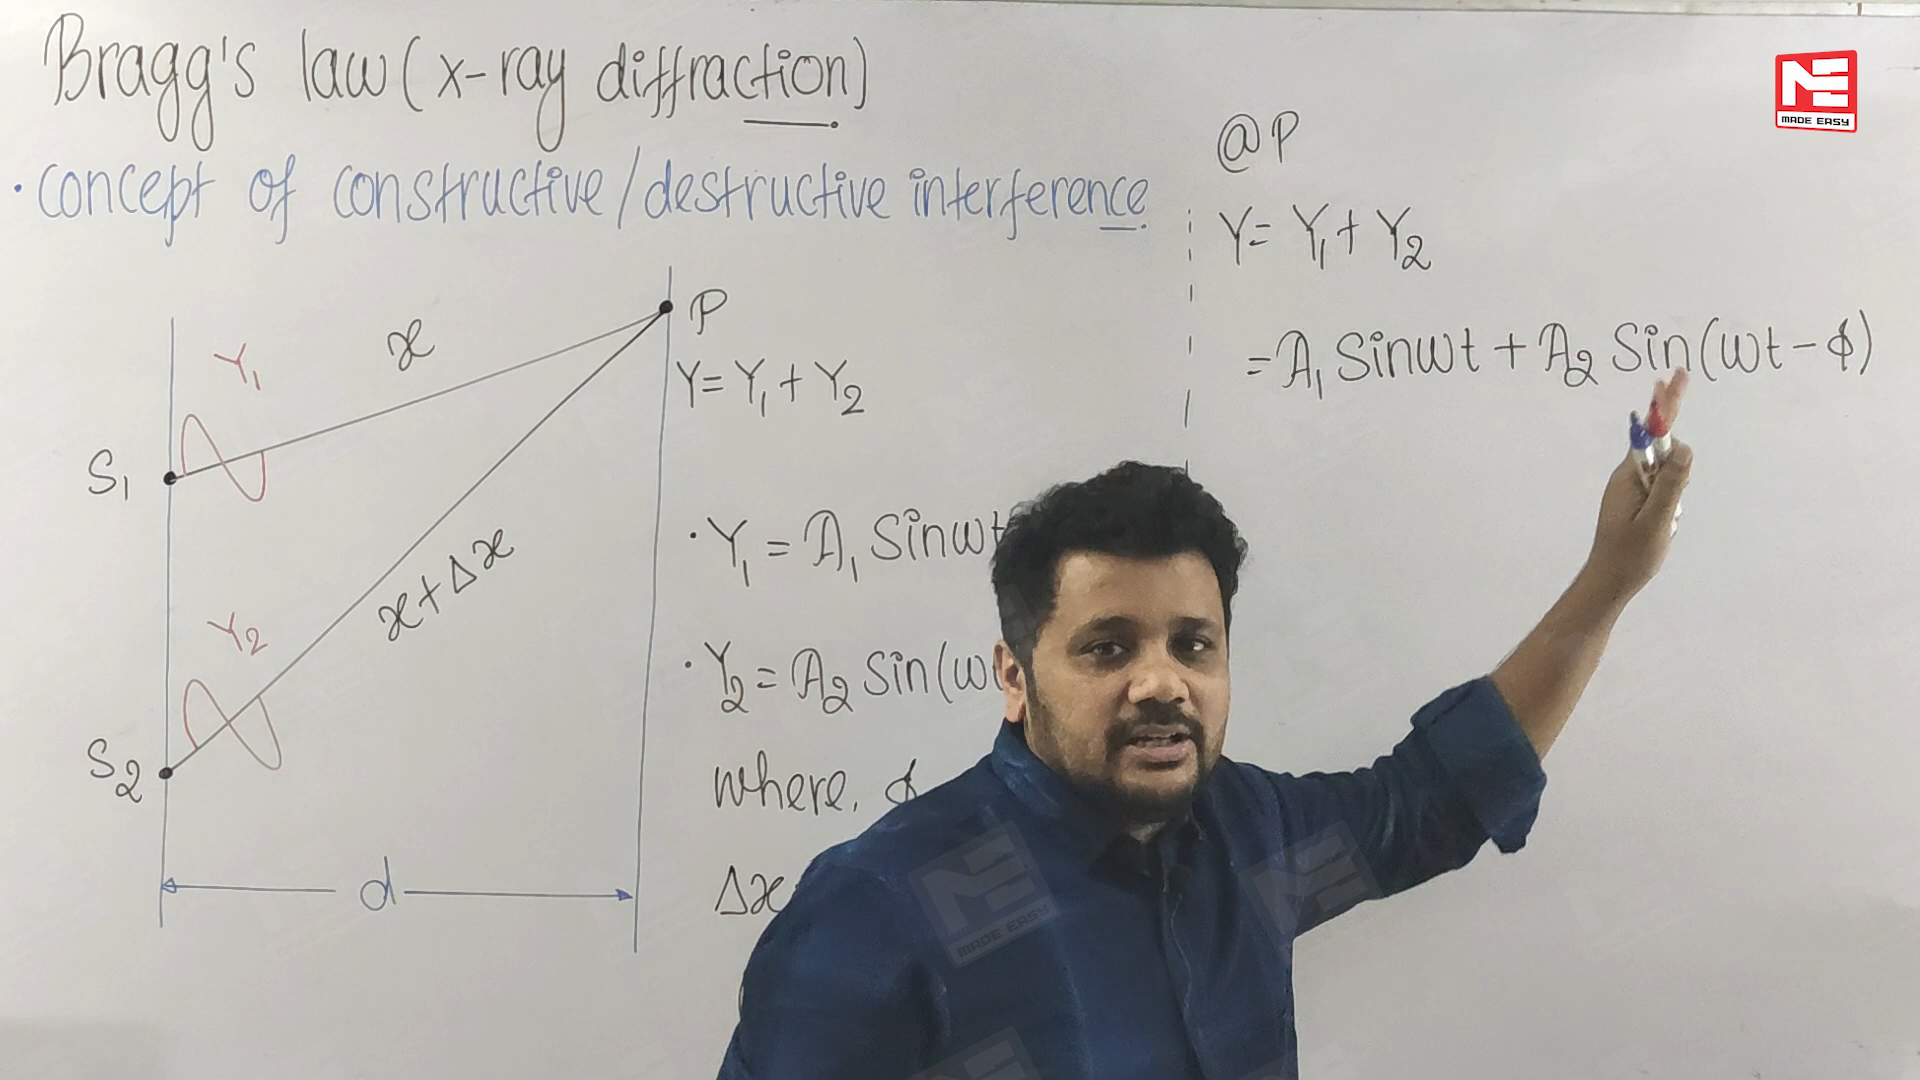 Bragg's law (x-ray diffraction)
• concept of constructive/destructive interference
Y₁
x
P
Y = Y₁ + Y₂
S₁
x + Δx
Y₂
S₂
d
• Y₁ = A₁ Sinωt
• Y₂ = A₂ Sin(ω
where, ϕ
Δx
@P
Y = Y₁ + Y₂
= A₁ Sinωt + A₂ Sin(ωt - ϕ)
ME
MADE EASY